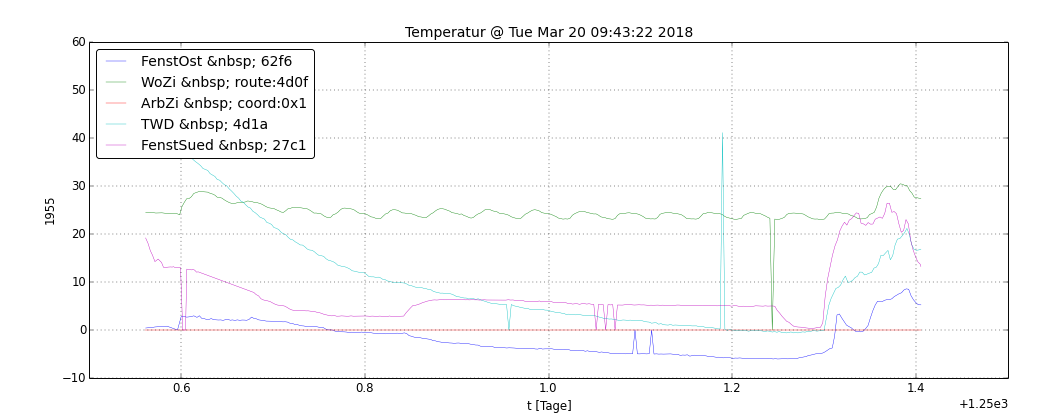 Temperatur @ Tue Mar 20 09:43:22 2018
60
50
40
30
20
10
0
−10
1955
FenstOst &nbsp; 62f6
WoZi &nbsp; route:4d0f
ArbZi &nbsp; coord:0x1
TWD &nbsp; 4d1a
FenstSued &nbsp; 27c1
0.6 0.8 1.0 1.2 1.4
t [Tage]
+1.25e3